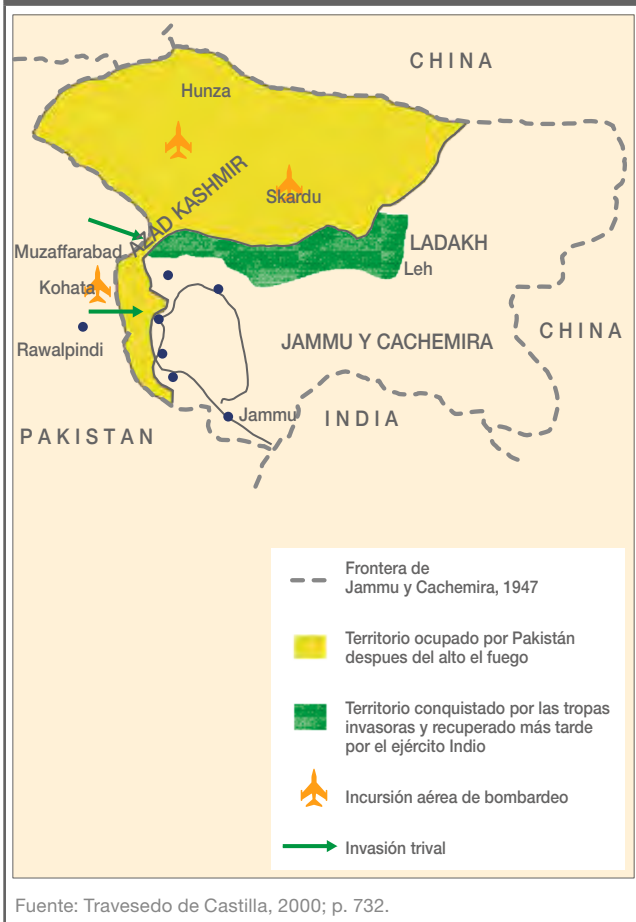 CHINA
Hunza
AZAD KASHMIR
Skardu
Muzaffarabad
LADAKH
Leh
Kohata
CHINA
Rawalpindi
JAMMU Y CACHEMIRA
Jammu
INDIA
PAKISTAN
Frontera de
Jammu y Cachemira, 1947
Territorio ocupado por Pakistán
despues del alto el fuego
Territorio conquistado por las tropas
invasoras y recuperado más tarde
por el ejército Indio
Incursión aérea de bombardeo
Invasión trival
Fuente: Travesedo de Castilla, 2000; p. 732.